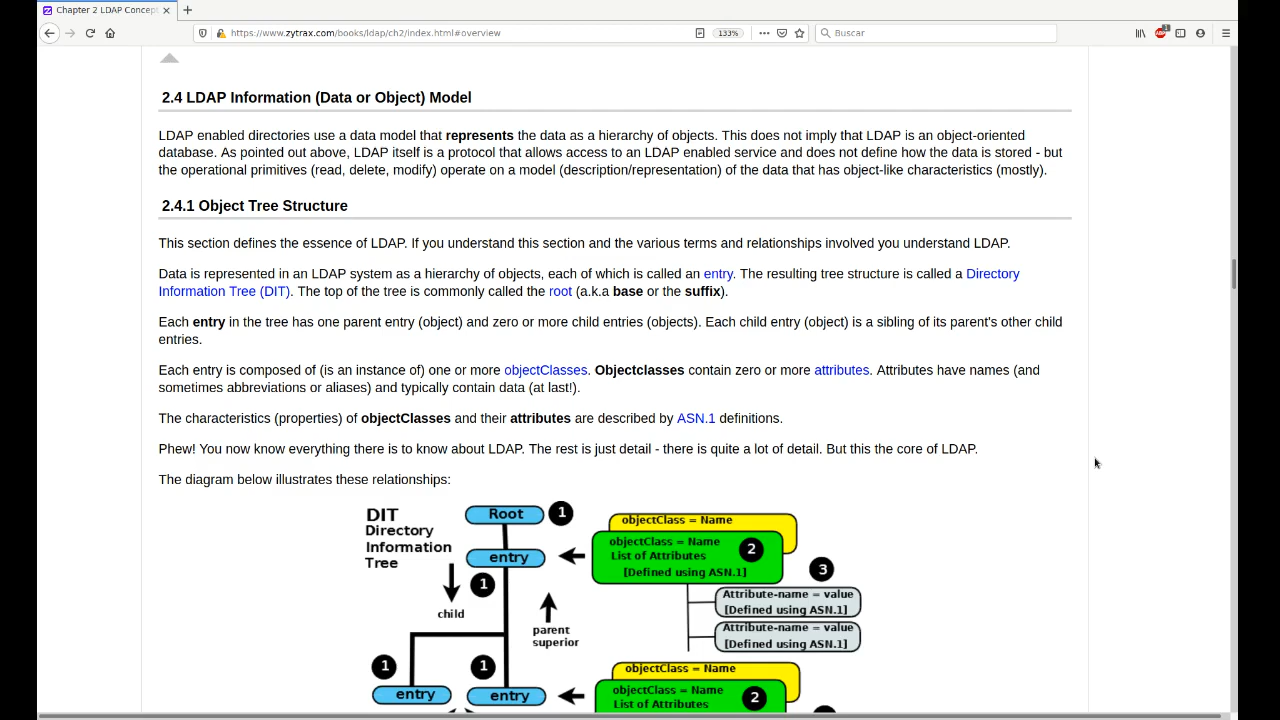 Chapter 2 LDAP Concep
https://www.zytrax.com/books/ldap/ch2/index.html#overview
133%
Buscar
2.4 LDAP Information (Data or Object) Model
LDAP enabled directories use a data model that represents the data as a hierarchy of objects. This does not imply that LDAP is an object-oriented
database. As pointed out above, LDAP itself is a protocol that allows access to an LDAP enabled service and does not define how the data is stored - but
the operational primitives (read, delete, modify) operate on a model (description/representation) of the data that has object-like characteristics (mostly).
2.4.1 Object Tree Structure
This section defines the essence of LDAP. If you understand this section and the various terms and relationships involved you understand LDAP.
Data is represented in an LDAP system as a hierarchy of objects, each of which is called an entry. The resulting tree structure is called a Directory
Information Tree (DIT). The top of the tree is commonly called the root (a.k.a base or the suffix).
Each entry in the tree has one parent entry (object) and zero or more child entries (objects). Each child entry (object) is a sibling of its parent's other child
entries.
Each entry is composed of (is an instance of) one or more objectClasses. Objectclasses contain zero or more attributes. Attributes have names (and
sometimes abbreviations or aliases) and typically contain data (at last!).
The characteristics (properties) of objectClasses and their attributes are described by ASN.1 definitions.
Phew! You now know everything there is to know about LDAP. The rest is just detail - there is quite a lot of detail. But this the core of LDAP.
The diagram below illustrates these relationships:
DIT
Directory
Information
Tree
child
Root
1
entry
1
parent
superior
objectClass = Name
objectClass = Name
List of Attributes
[Defined using ASN.1]
2
3
Attribute-name = value
[Defined using ASN.1]
Attribute-name = value
[Defined using ASN.1]
1
entry
1
entry
objectClass = Name
objectClass = Name
List of Attributes
2